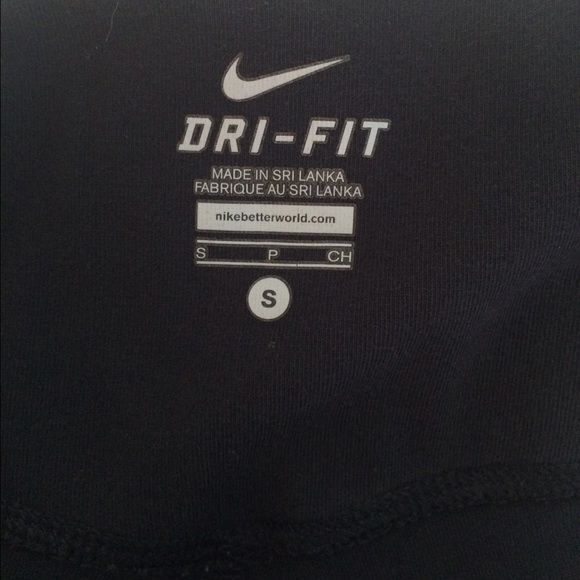 DRI-FIT
MADE IN SRI LANKA
FABRIQUE AU SRI LANKA
nikebetterworld.com
S P CH
S